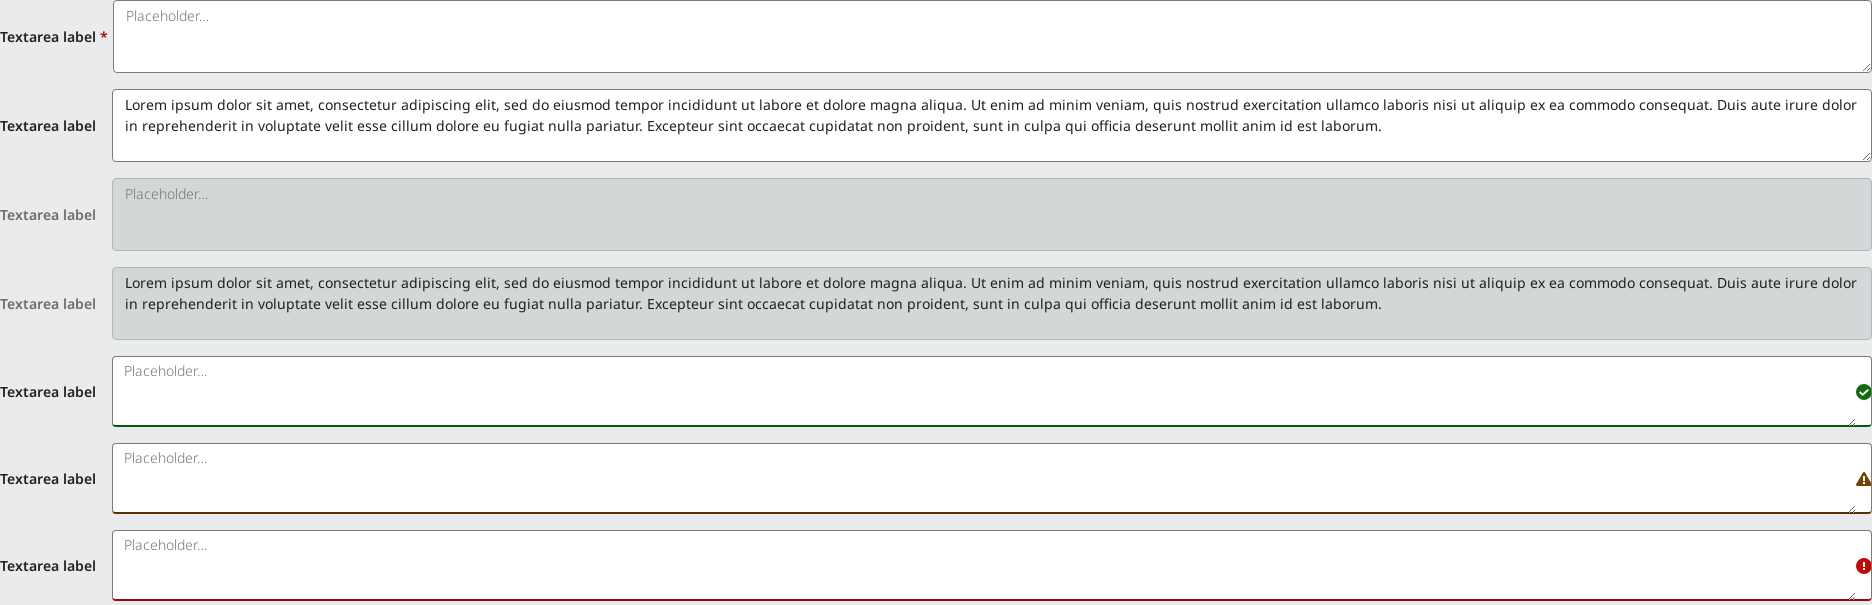 Textarea label *
Placeholder...
Textarea label
Lorem ipsum dolor sit amet, consectetur adipiscing elit, sed do eiusmod tempor incididunt ut labore et dolore magna aliqua. Ut enim ad minim veniam, quis nostrud exercitation ullamco laboris nisi ut aliquip ex ea commodo consequat. Duis aute irure dolor
in reprehenderit in voluptate velit esse cillum dolore eu fugiat nulla pariatur. Excepteur sint occaecat cupidatat non proident, sunt in culpa qui officia deserunt mollit anim id est laborum.
Textarea label
Placeholder...
Textarea label
Lorem ipsum dolor sit amet, consectetur adipiscing elit, sed do eiusmod tempor incididunt ut labore et dolore magna aliqua. Ut enim ad minim veniam, quis nostrud exercitation ullamco laboris nisi ut aliquip ex ea commodo consequat. Duis aute irure dolor
in reprehenderit in voluptate velit esse cillum dolore eu fugiat nulla pariatur. Excepteur sint occaecat cupidatat non proident, sunt in culpa qui officia deserunt mollit anim id est laborum.
Textarea label
Placeholder...
Textarea label
Placeholder...
Textarea label
Placeholder...